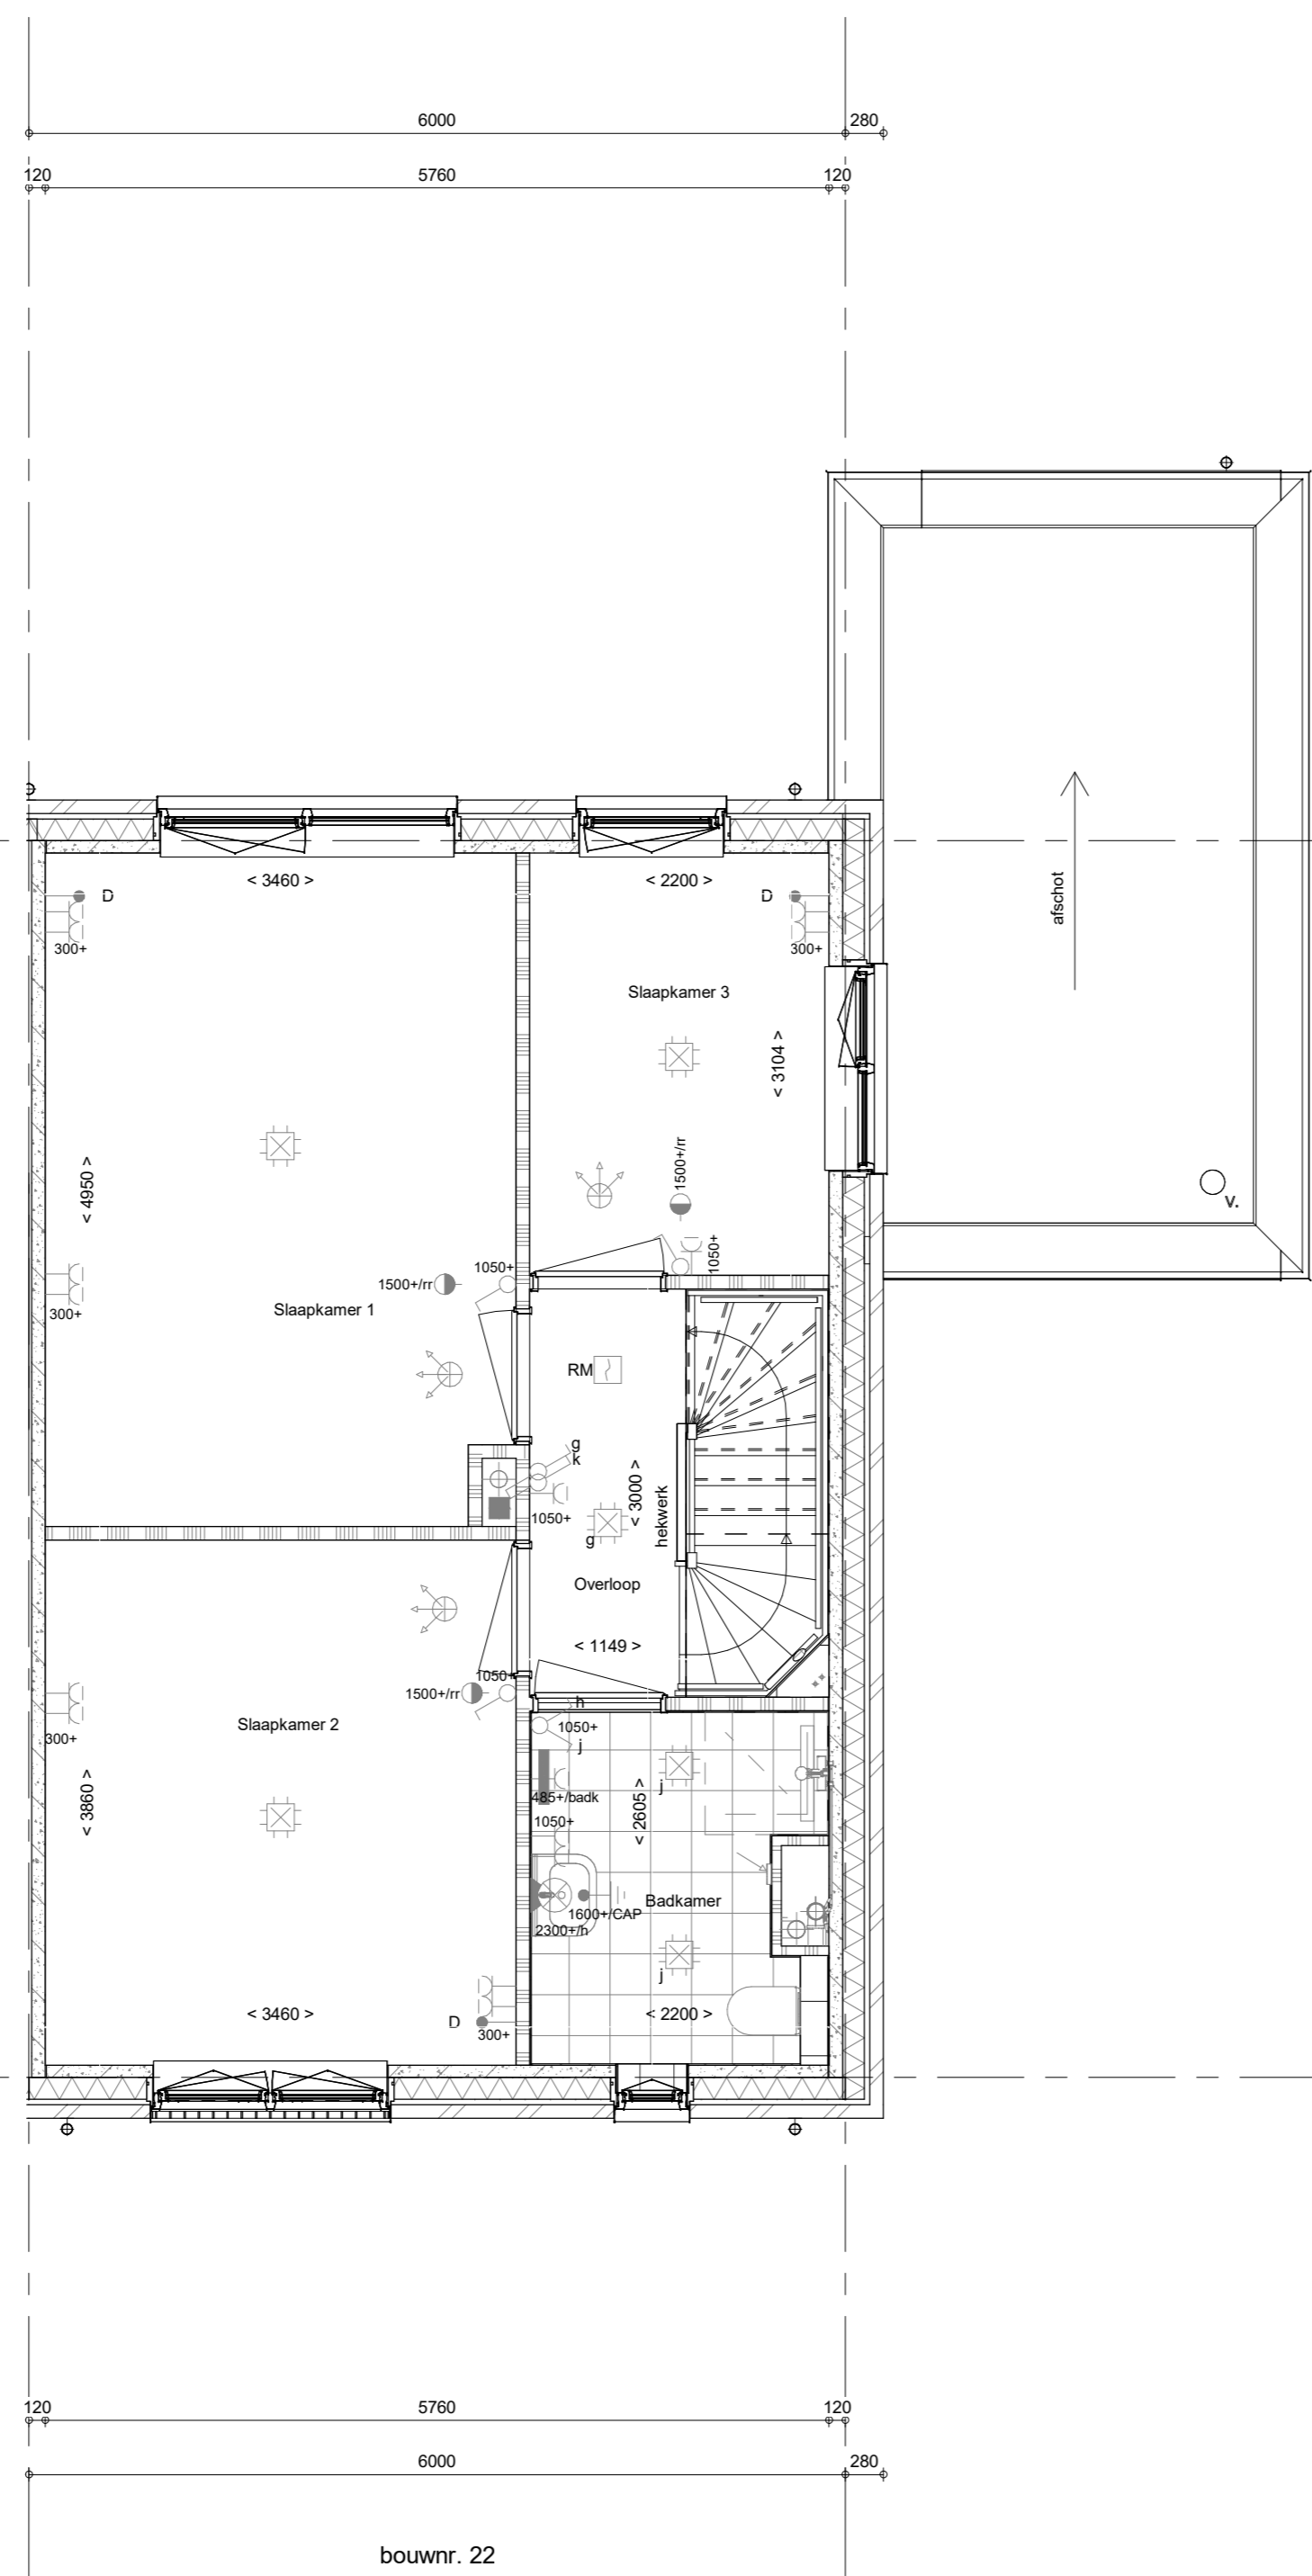 6000
280
120
5760
120
< 3460 >
< 2200 >
D
D
300+
300+
afschot
Slaapkamer 3
< 3104 >
1500+/rr
< 4950 >
V.
1050+
1050+
1500+/rr
Slaapkamer 1
300+
RM
g
k
< 3000 >
hekwerk
1050+
g
Overloop
< 1149 >
1050+
1500+/rr
h
Slaapkamer 2
1050+
300+
j
j
485+/badk
< 3860 >
< 2605 >
1050+
Badkamer
1600+/CAP
2300+/h
j
< 3460 >
< 2200 >
D
300+
120
5760
120
6000
280
bouwnr. 22